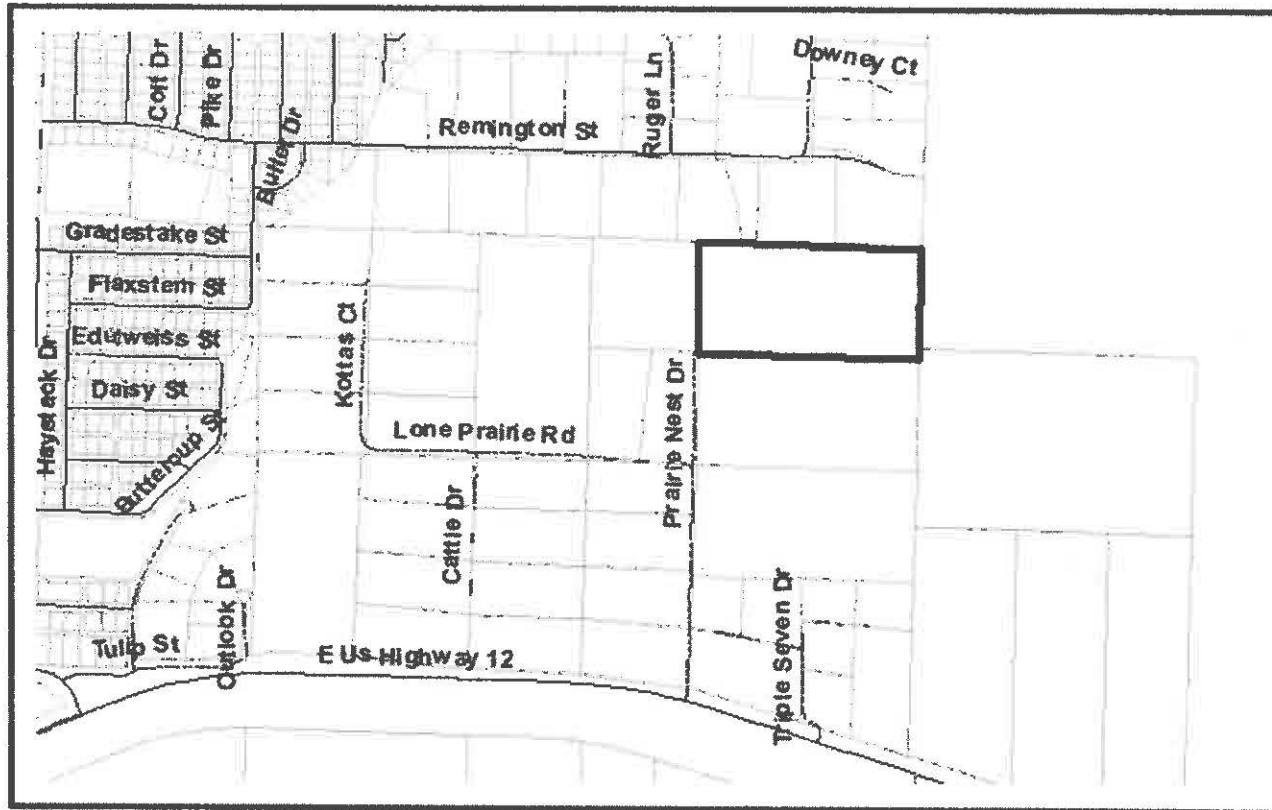 Colt Dr
Pike Dr
Butler Dr
Remington St
Ruger Ln
Downey Ct
Gradestake St
Flaxstem St
Edutweiss St
Daisy St
Haystack Dr
Buttercup St
Kottas Ct
Lone Prairie Rd
Prairie Nest Dr
Cattle Dr
Triple Seven Dr
Outlook Dr
Tulip St
E Us Highway 12